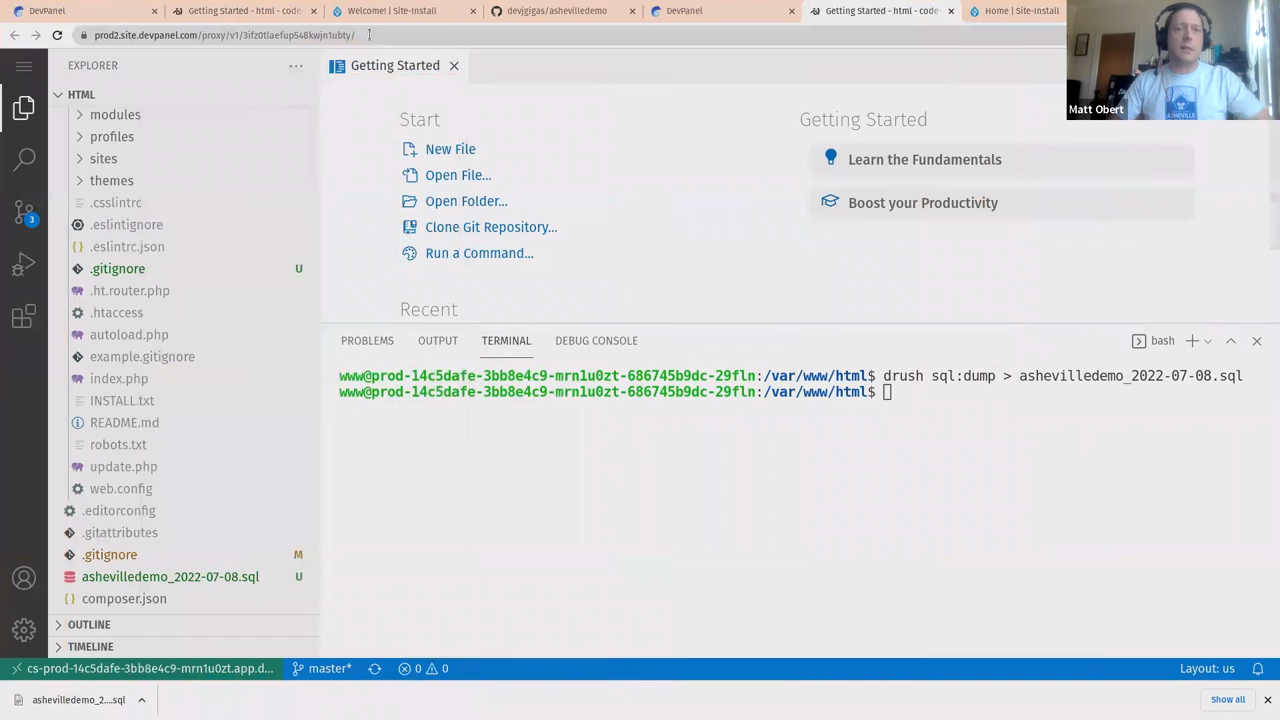 DevPanel
Getting Started - html - code-
Welcome! | Site-Install
devjgigas/ashevilledemo
DevPanel
Getting Started - html - code-
Home | Site-Install
prod2.site.devpanel.com/proxy/v1/3ifz0tlaefup548kwjn1ubty/
Matt Obert
EXPLORER
HTML
modules
profiles
sites
themes
.csslintrc
.eslintignore
.eslintrc.json
.gitignore U
.ht.router.php
.htaccess
autoload.php
example.gitignore
index.php
INSTALL.txt
README.md
robots.txt
update.php
web.config
.editorconfig
.gitattributes
.gitignore M
ashevilledemo_2022-07-08.sql U
composer.json
OUTLINE
TIMELINE
3
Getting Started
Start
New File
Open File...
Open Folder...
Clone Git Repository...
Run a Command...
Recent
Getting Started
Learn the Fundamentals
Boost your Productivity
PROBLEMS OUTPUT TERMINAL DEBUG CONSOLE
bash
www@prod-14c5dafe-3bb8e4c9-mrn1u0zt-686745b9dc-29fln:/var/www/html$ drush sql:dump > ashevilledemo_2022-07-08.sql
www@prod-14c5dafe-3bb8e4c9-mrn1u0zt-686745b9dc-29fln:/var/www/html$
cs-prod-14c5dafe-3bb8e4c9-mrn1u0zt.app.d... master* 0 0 Layout: us
ashevilledemo_2....sql
Show all